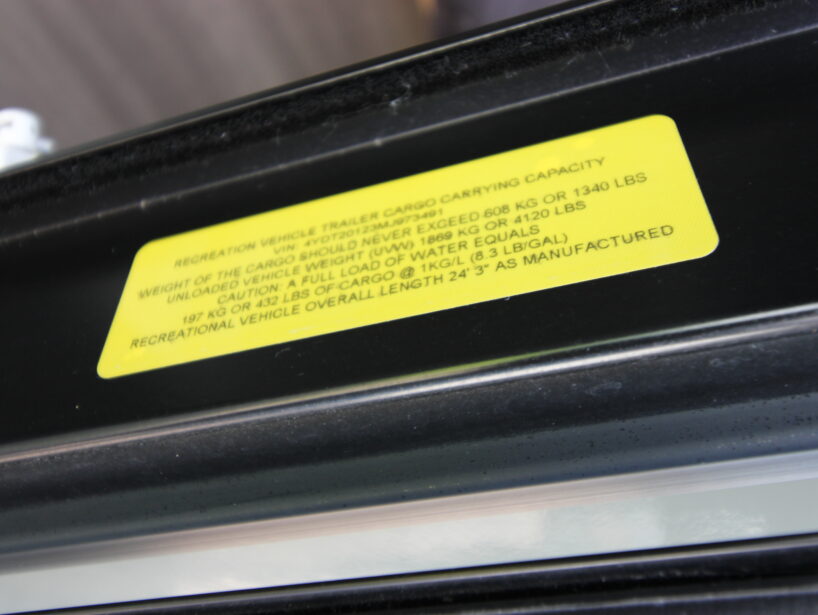 RECREATION VEHICLE TRAILER CARGO CARRYING CAPACITY
VIN: 4YDT20123MJ973491
WEIGHT OF THE CARGO SHOULD NEVER EXCEED 608 KG OR 1340 LBS
UNLOADED VEHICLE WEIGHT (UVW) 1869 KG OR 4120 LBS
CAUTION: A FULL LOAD OF WATER EQUALS
197 KG OR 432 LBS OF CARGO @ 1KG/L (8.3 LB/GAL)
RECREATIONAL VEHICLE OVERALL LENGTH 24' 3" AS MANUFACTURED